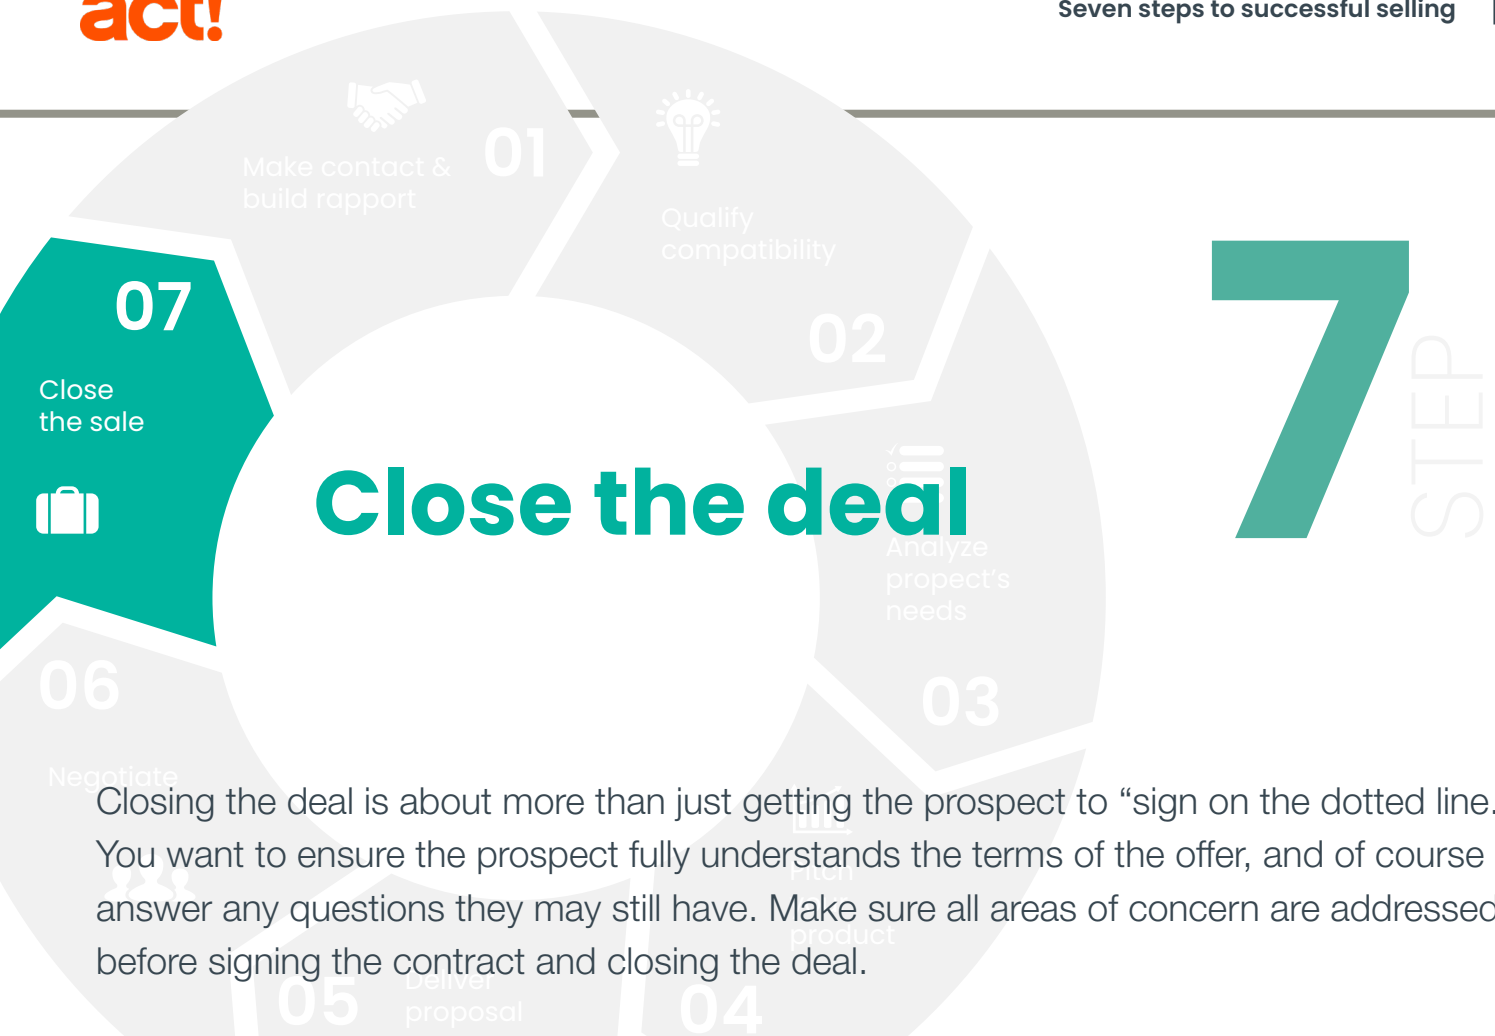 act!
Seven steps to successful selling
01
Make contact &
build rapport
Qualify
compatibility
02
07
Close
the sale
7
STEP
Close the deal
Analyze
propect’s
needs
03
06
Negotiate
Closing the deal is about more than just getting the prospect to “sign on the dotted line.
You want to ensure the prospect fully understands the terms of the offer, and of course
answer any questions they may still have. Make sure all areas of concern are addressed
before signing the contract and closing the deal.
Pitch
product
05
Deliver
proposal
04